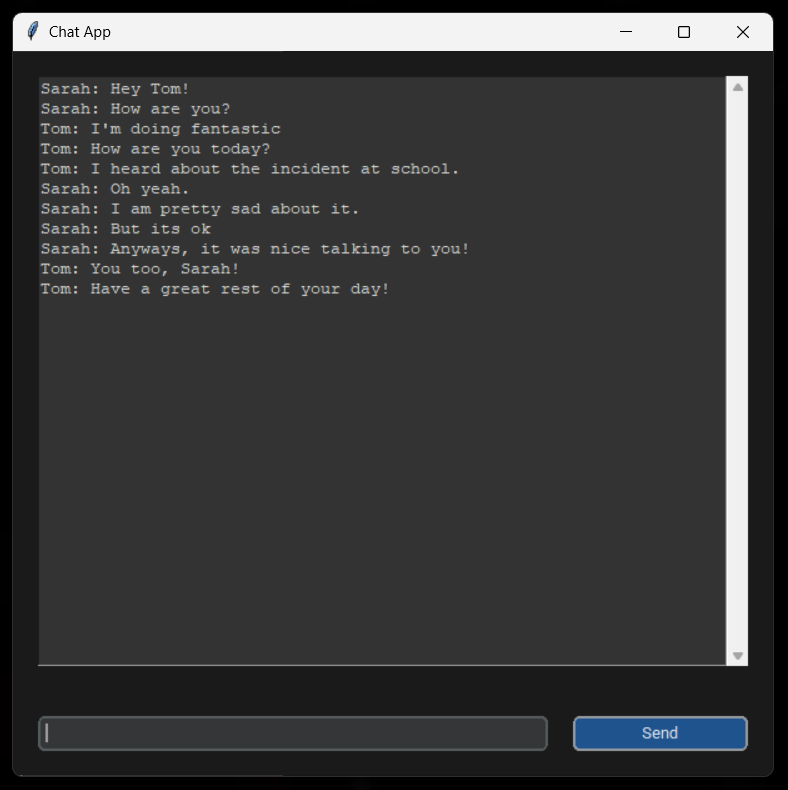 Chat App
Sarah: Hey Tom!
Sarah: How are you?
Tom: I'm doing fantastic
Tom: How are you today?
Tom: I heard about the incident at school.
Sarah: Oh yeah.
Sarah: I am pretty sad about it.
Sarah: But its ok
Sarah: Anyways, it was nice talking to you!
Tom: You too, Sarah!
Tom: Have a great rest of your day!
Send